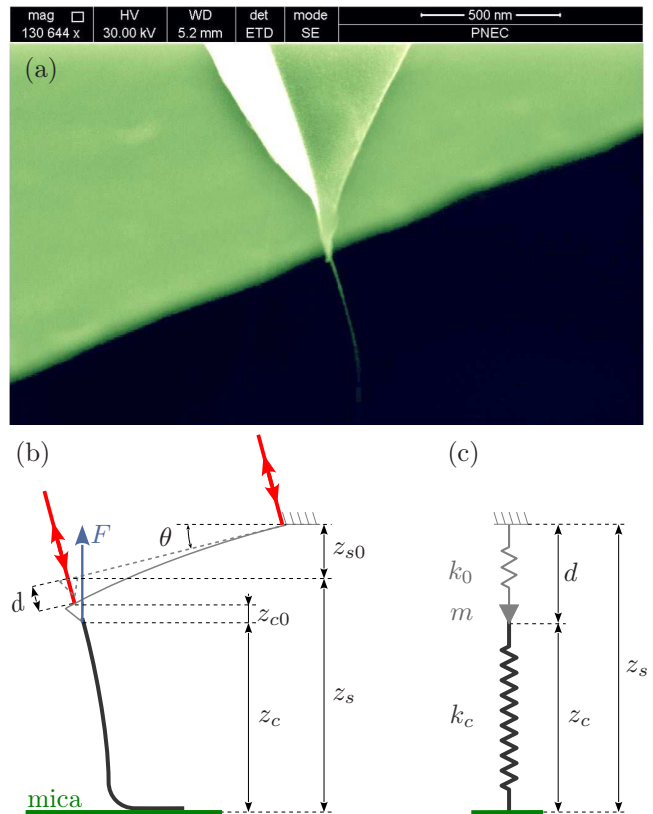 mag HV WD det mode 500 nm
130 644 x 30.00 kV 5.2 mm ETD SE PNEC
(a)
(b)
(c)
F
θ
z_{s0}
d
z_{c0}
z_s
z_c
mica
k_0
d
m
z_s
k_c
z_c